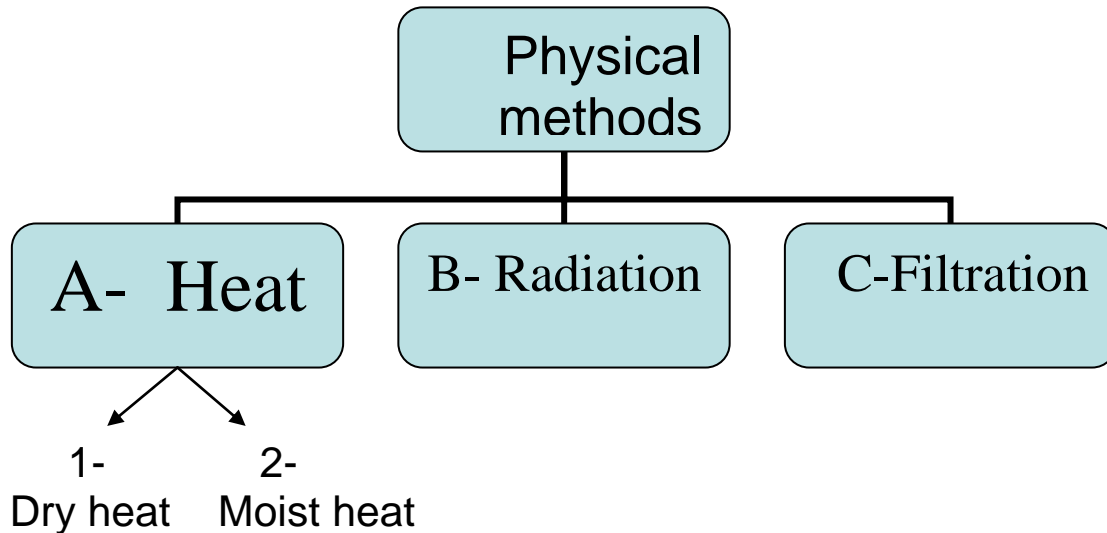 Physical
methods
A- Heat
B- Radiation
C-Filtration
1-
Dry heat
2-
Moist heat